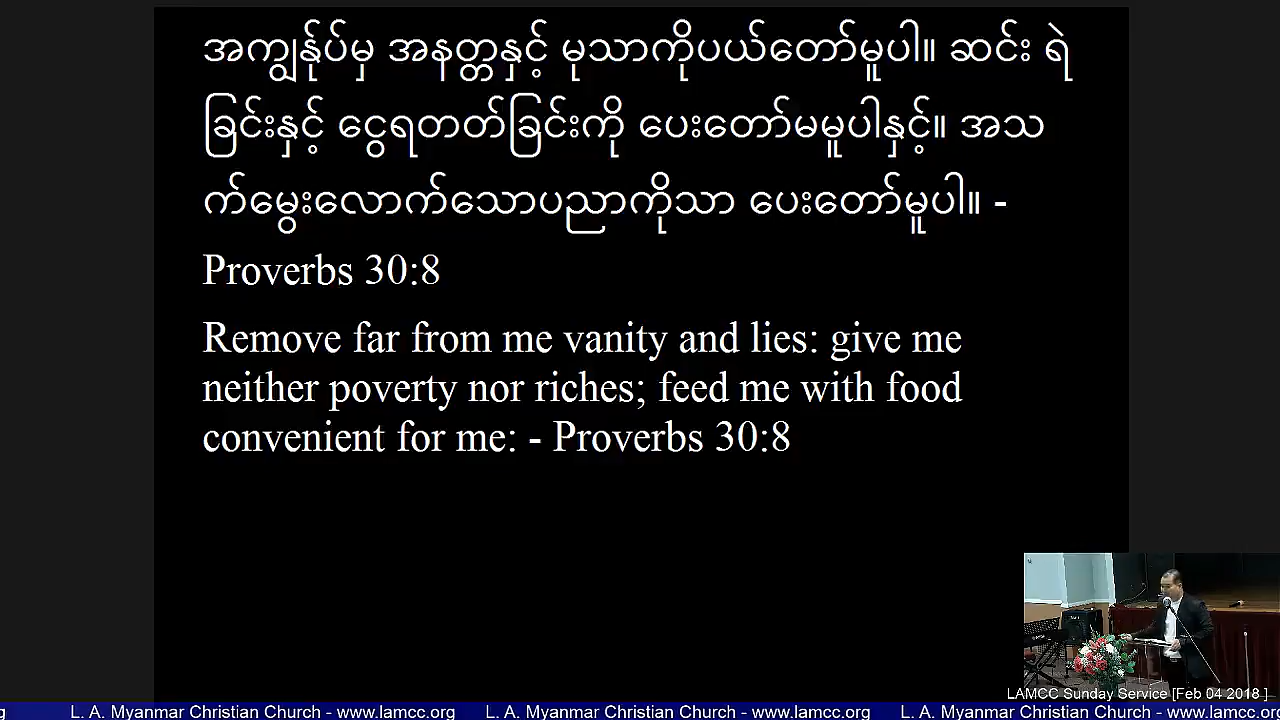 အကျွန်ုပ်မှ အနတ္တနှင့် မုသာကိုပယ်တော်မူပါ။ ဆင်း ရဲ
ခြင်းနှင့် ငွေရတတ်ခြင်းကို ပေးတော်မမူပါနှင့်။ အသ
က်မွေးလောက်သောပညာကိုသာ ပေးတော်မူပါ။ -
Proverbs 30:8
Remove far from me vanity and lies: give me
neither poverty nor riches; feed me with food
convenient for me: - Proverbs 30:8
LAMCC Sunday Service [Feb 04 2018 ]
g L. A. Myanmar Christian Church - www.lamcc.org L. A. Myanmar Christian Church - www.lamcc.org L. A. Myanmar Christian Church - www.lamcc.org